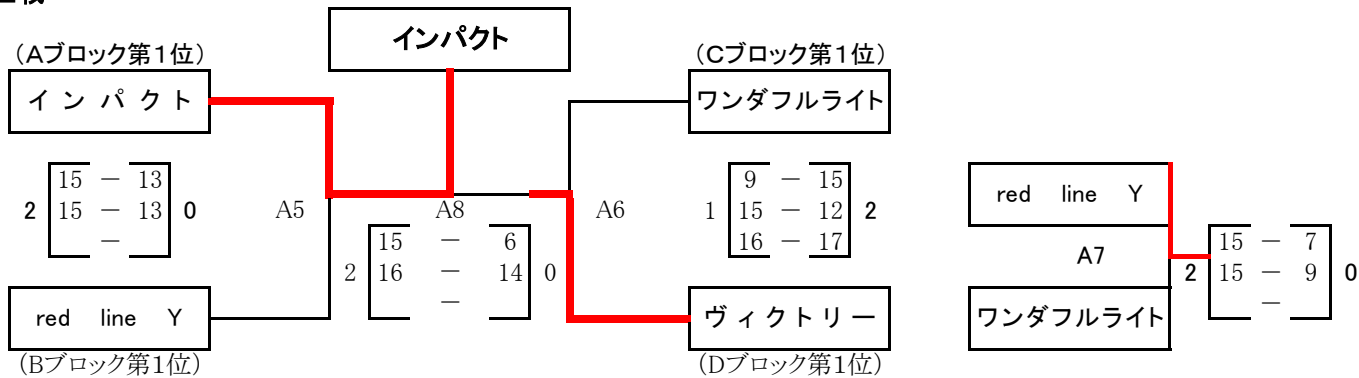 インパクト
(Aブロック第1位)
(Cブロック第1位)
インパクト
ワンダフルライト
15 － 13
2 15 － 13 0
－
A5
A8
A6
9 － 15
1 15 － 12 2
16 － 17
red line Y
A7
15 － 7
2 15 － 9 0
－
15 － 6
2 16 － 14 0
－
red line Y
ヴィクトリー
ワンダフルライト
(Bブロック第1位)
(Dブロック第1位)